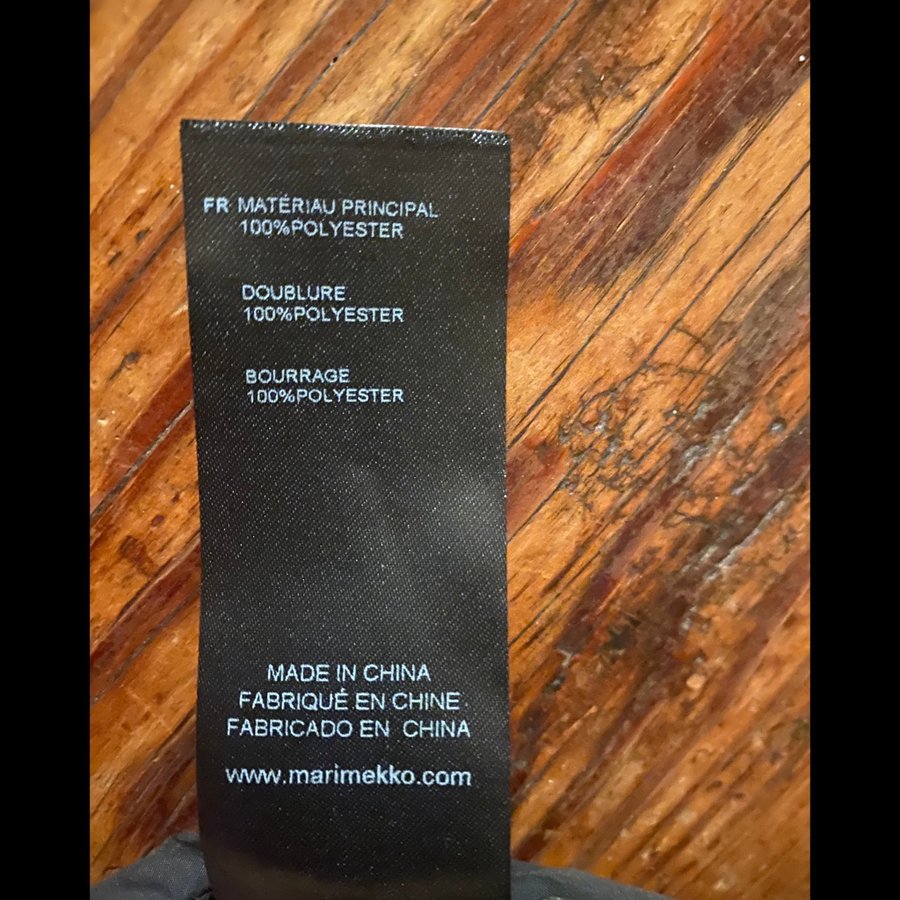 FR MATÉRIAU PRINCIPAL
100%POLYESTER
DOUBLURE
100%POLYESTER
BOURRAGE
100%POLYESTER
MADE IN CHINA
FABRIQUÉ EN CHINE
FABRICADO EN CHINA
www.marimekko.com